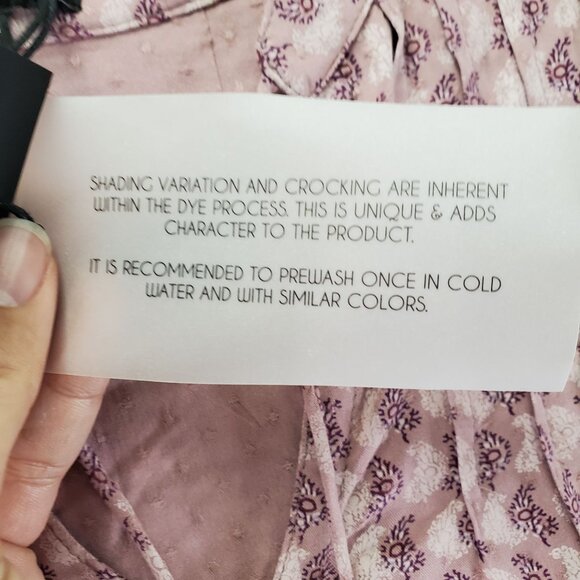 SHADING VARIATION AND CROCKING ARE INHERENT
WITHIN THE DYE PROCESS. THIS IS UNIQUE & ADDS
CHARACTER TO THE PRODUCT.
IT IS RECOMMENDED TO PREWASH ONCE IN COLD
WATER AND WITH SIMILAR COLORS.